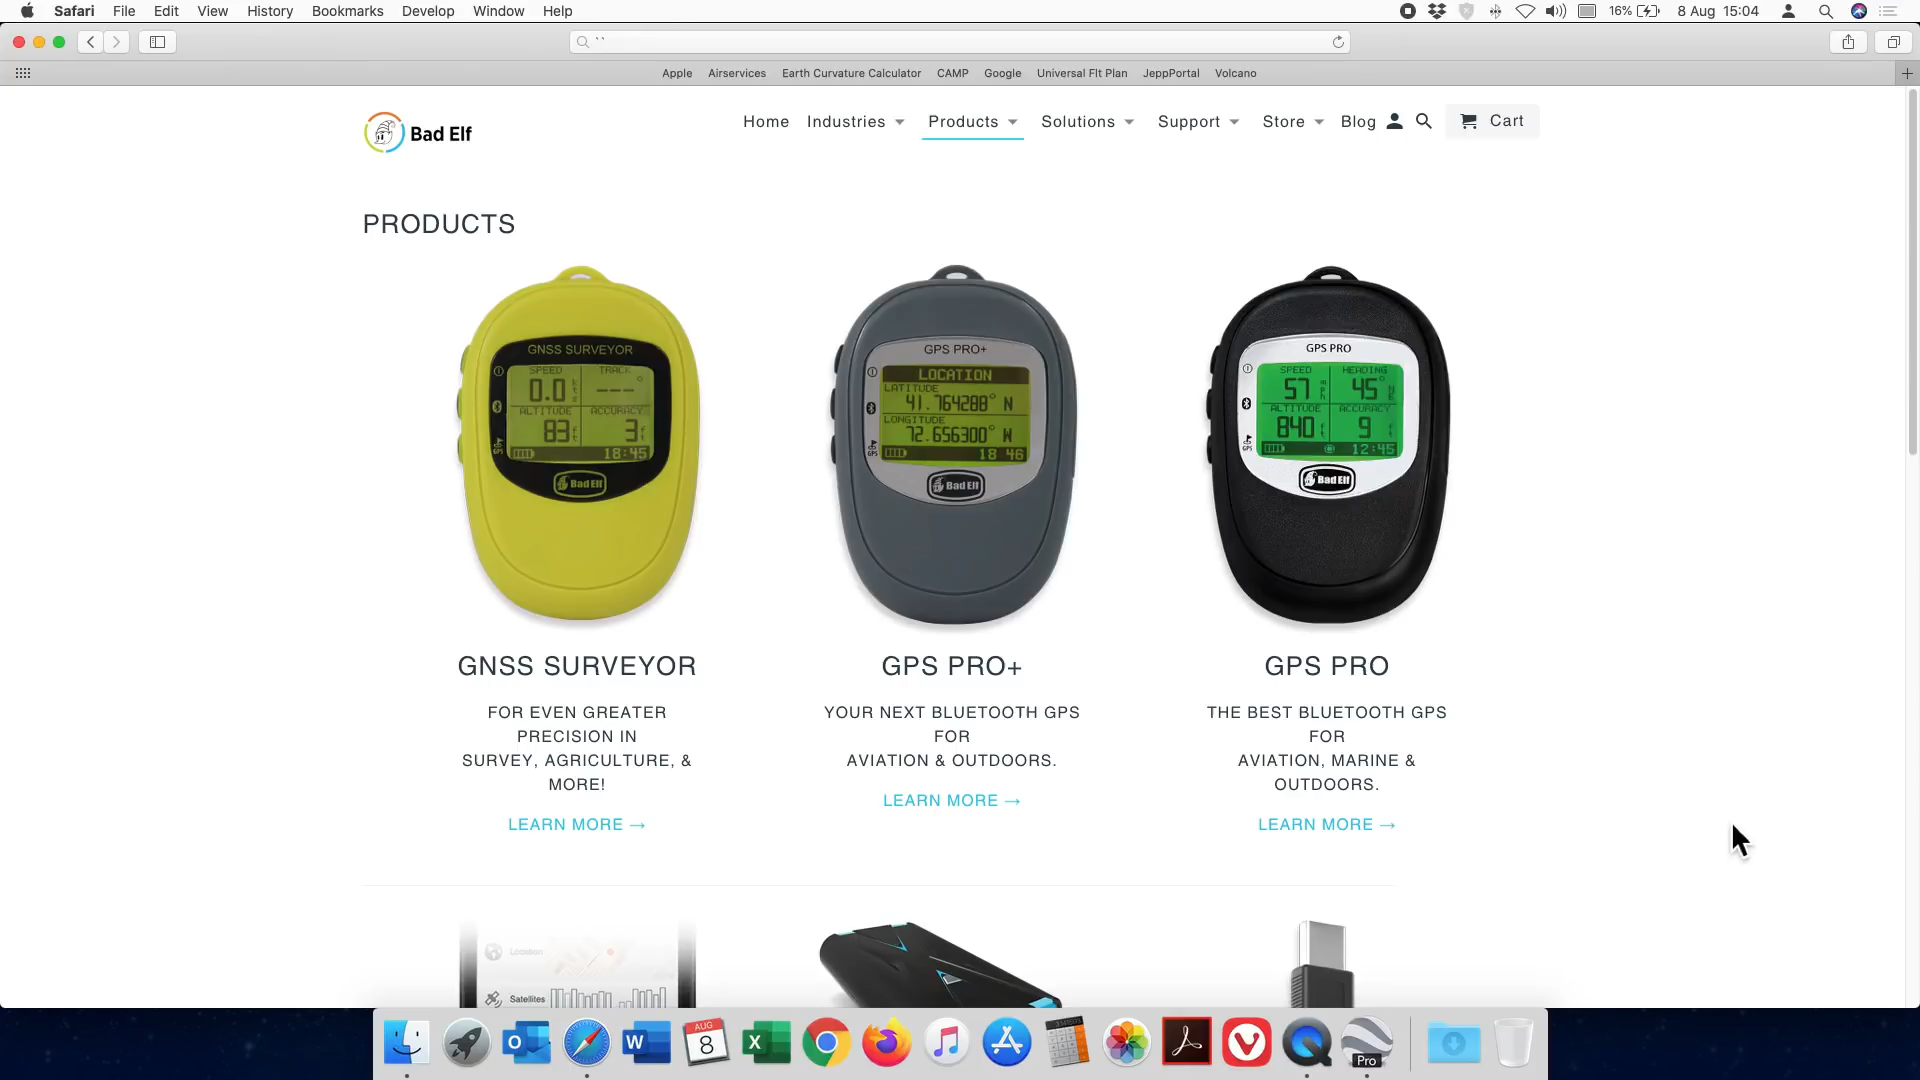 Safari File Edit View History Bookmarks Develop Window Help
16% 8 Aug 15:04
``
Apple Airservices Earth Curvature Calculator CAMP Google Universal Flt Plan JeppPortal Volcano
Bad Elf
Home Industries Products Solutions Support Store Blog Cart
PRODUCTS
GNSS SURVEYOR
SPEED TRACK
0.0 ---°
ALTITUDE ACCURACY
83 ft 3 ft
18:45
Bad Elf
GPS PRO+
LOCATION
LATITUDE
41.764288° N
LONGITUDE
72.656300° W
18 46
Bad Elf
GPS PRO
SPEED HEADING
57 mph 45°
ALTITUDE ACCURACY
840 ft 9 ft
12:45
Bad Elf
GNSS SURVEYOR
FOR EVEN GREATER
PRECISION IN
SURVEY, AGRICULTURE, &
MORE!
LEARN MORE →
GPS PRO+
YOUR NEXT BLUETOOTH GPS
FOR
AVIATION & OUTDOORS.
LEARN MORE →
GPS PRO
THE BEST BLUETOOTH GPS
FOR
AVIATION, MARINE &
OUTDOORS.
LEARN MORE →
Location
Satellites
AUG
8
Pro